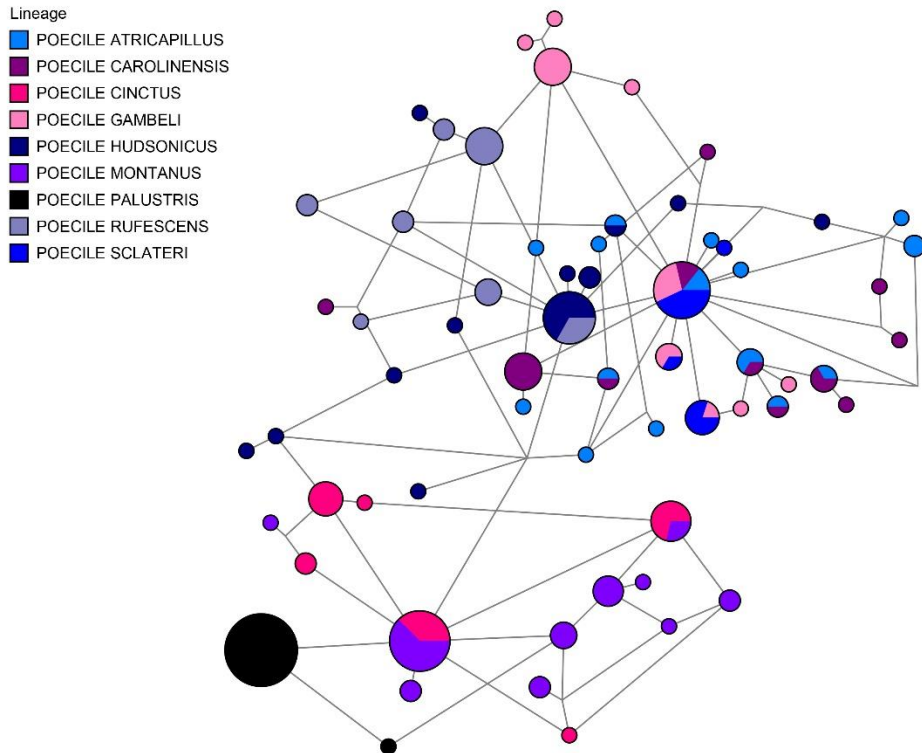 Lineage
POECILE ATRICAPILLUS
POECILE CAROLINENSIS
POECILE CINCTUS
POECILE GAMBELI
POECILE HUDSONICUS
POECILE MONTANUS
POECILE PALUSTRIS
POECILE RUFESCENS
POECILE SCLATERI